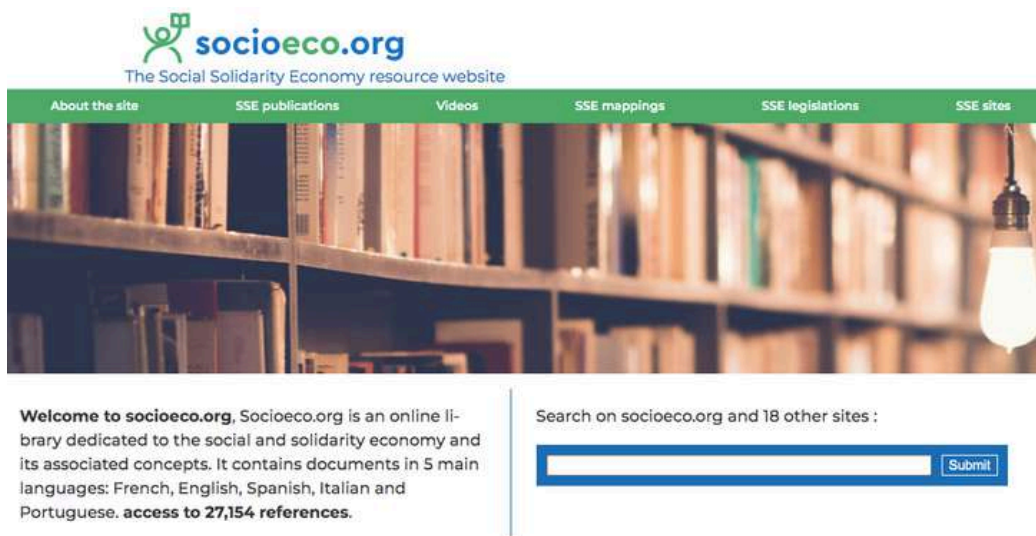 socioeco.org
The Social Solidarity Economy resource website
About the site SSE publications Videos SSE mappings SSE legislations SSE sites
Welcome to socioeco.org, Socioeco.org is an online li-
brary dedicated to the social and solidarity economy and
its associated concepts. It contains documents in 5 main
languages: French, English, Spanish, Italian and
Portuguese. access to 27,154 references.
Search on socioeco.org and 18 other sites :
Submit